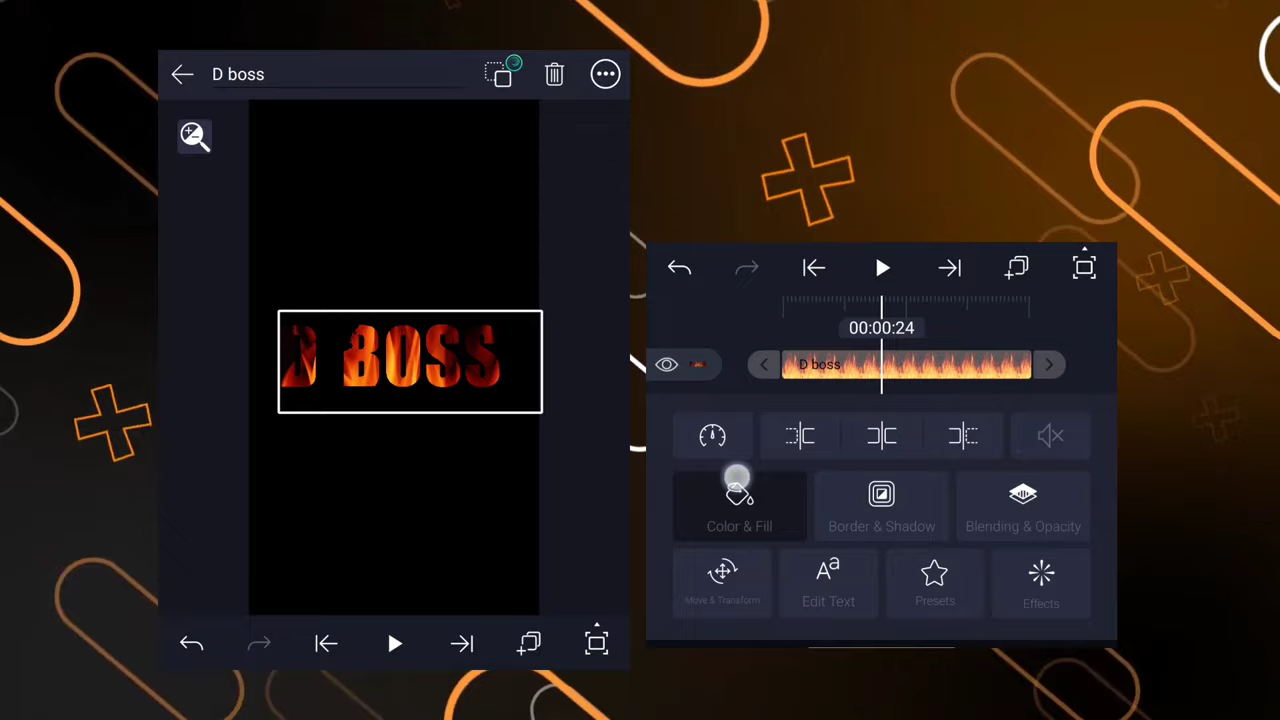 D boss
D BOSS
00:00:24
D boss
Color & Fill
Border & Shadow
Blending & Opacity
Move & Transform
Edit Text
Presets
Effects